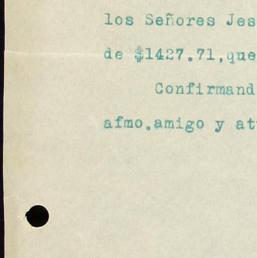 los Señores Jes
de $1427.71,que
Confirmand
afmo.amigo y at